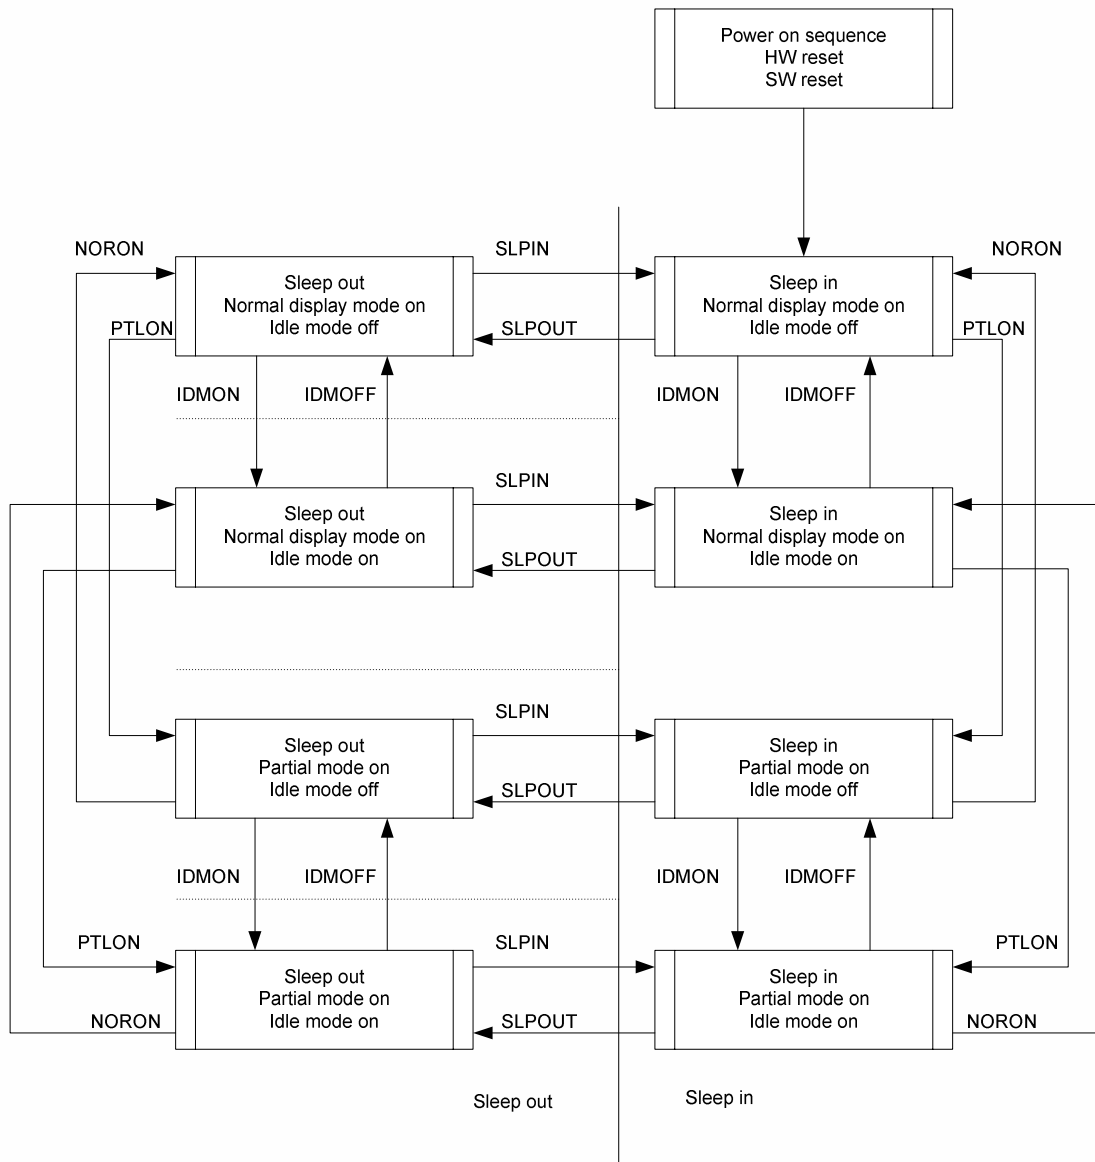 Power on sequence
HW reset
SW reset
NORON
SLPIN
NORON
Sleep out
Normal display mode on
Idle mode off
Sleep in
Normal display mode on
Idle mode off
PTLON
SLPOUT
PTLON
IDMON
IDMOFF
IDMON
IDMOFF
SLPIN
Sleep out
Normal display mode on
Idle mode on
Sleep in
Normal display mode on
Idle mode on
SLPOUT
SLPIN
Sleep out
Partial mode on
Idle mode off
Sleep in
Partial mode on
Idle mode off
SLPOUT
IDMON
IDMOFF
IDMON
IDMOFF
PTLON
SLPIN
PTLON
Sleep out
Partial mode on
Idle mode on
Sleep in
Partial mode on
Idle mode on
NORON
SLPOUT
NORON
Sleep out
Sleep in